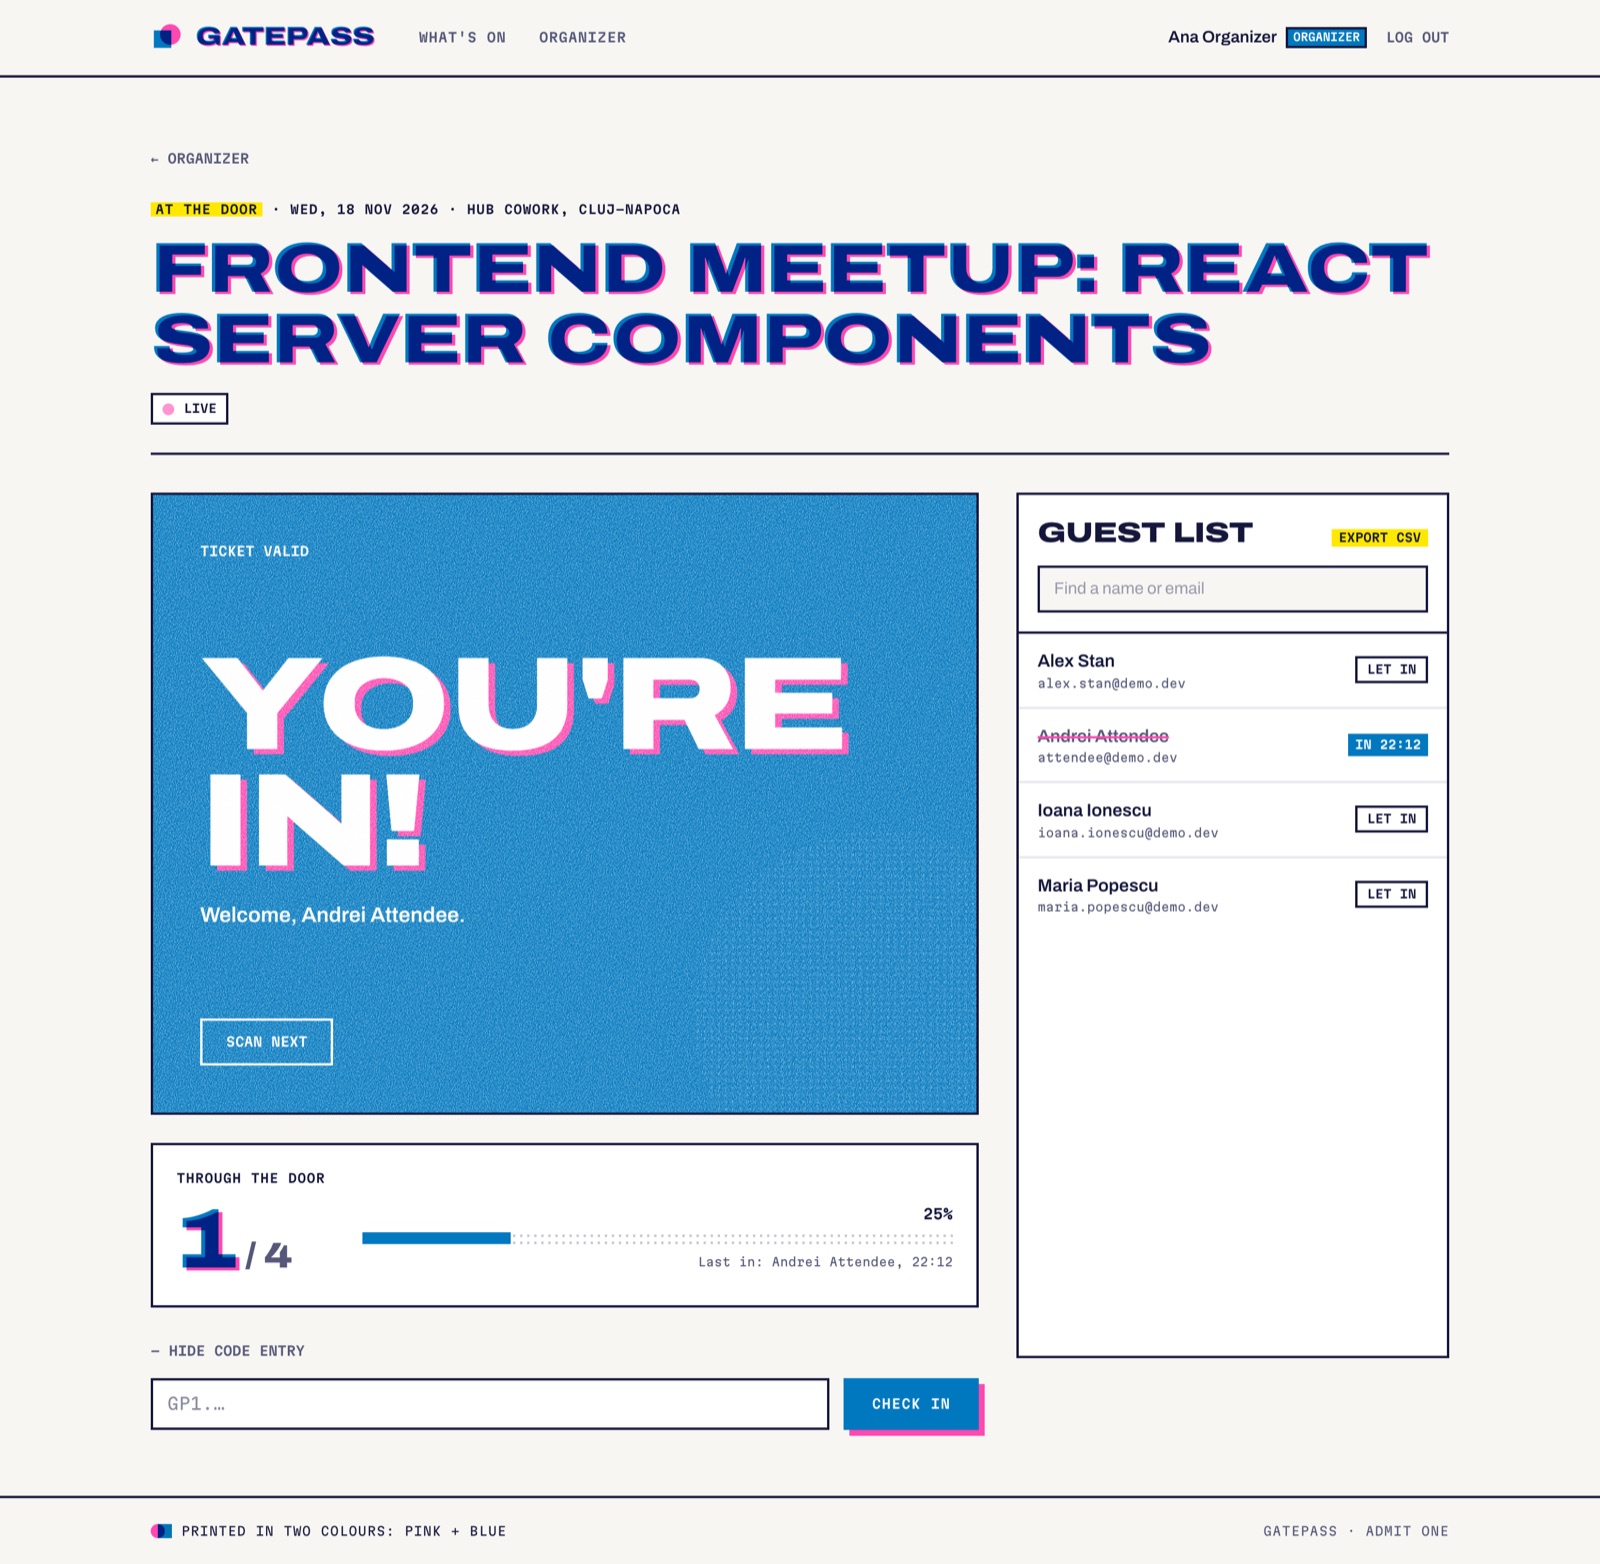 GATEPASS
WHAT'S ON
ORGANIZER
Ana Organizer
ORGANIZER
LOG OUT
← ORGANIZER
AT THE DOOR · WED, 18 NOV 2026 · HUB COWORK, CLUJ-NAPOCA
FRONTEND MEETUP: REACT
SERVER COMPONENTS
LIVE
TICKET VALID
YOU'RE
IN!
Welcome, Andrei Attendee.
SCAN NEXT
THROUGH THE DOOR
1 / 4
25%
Last in: Andrei Attendee, 22:12
— HIDE CODE ENTRY
GP1.…
CHECK IN
GUEST LIST
EXPORT CSV
Find a name or email
Alex Stan
alex.stan@demo.dev
LET IN
Andrei Attendee
attendee@demo.dev
IN 22:12
Ioana Ionescu
ioana.ionescu@demo.dev
LET IN
Maria Popescu
maria.popescu@demo.dev
LET IN
PRINTED IN TWO COLOURS: PINK + BLUE
GATEPASS · ADMIT ONE